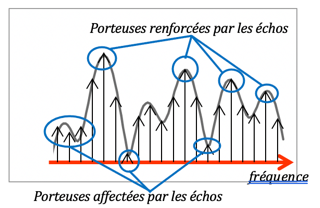 Porteuses renforcées par les échos
fréquence
Porteuses affectées par les échos